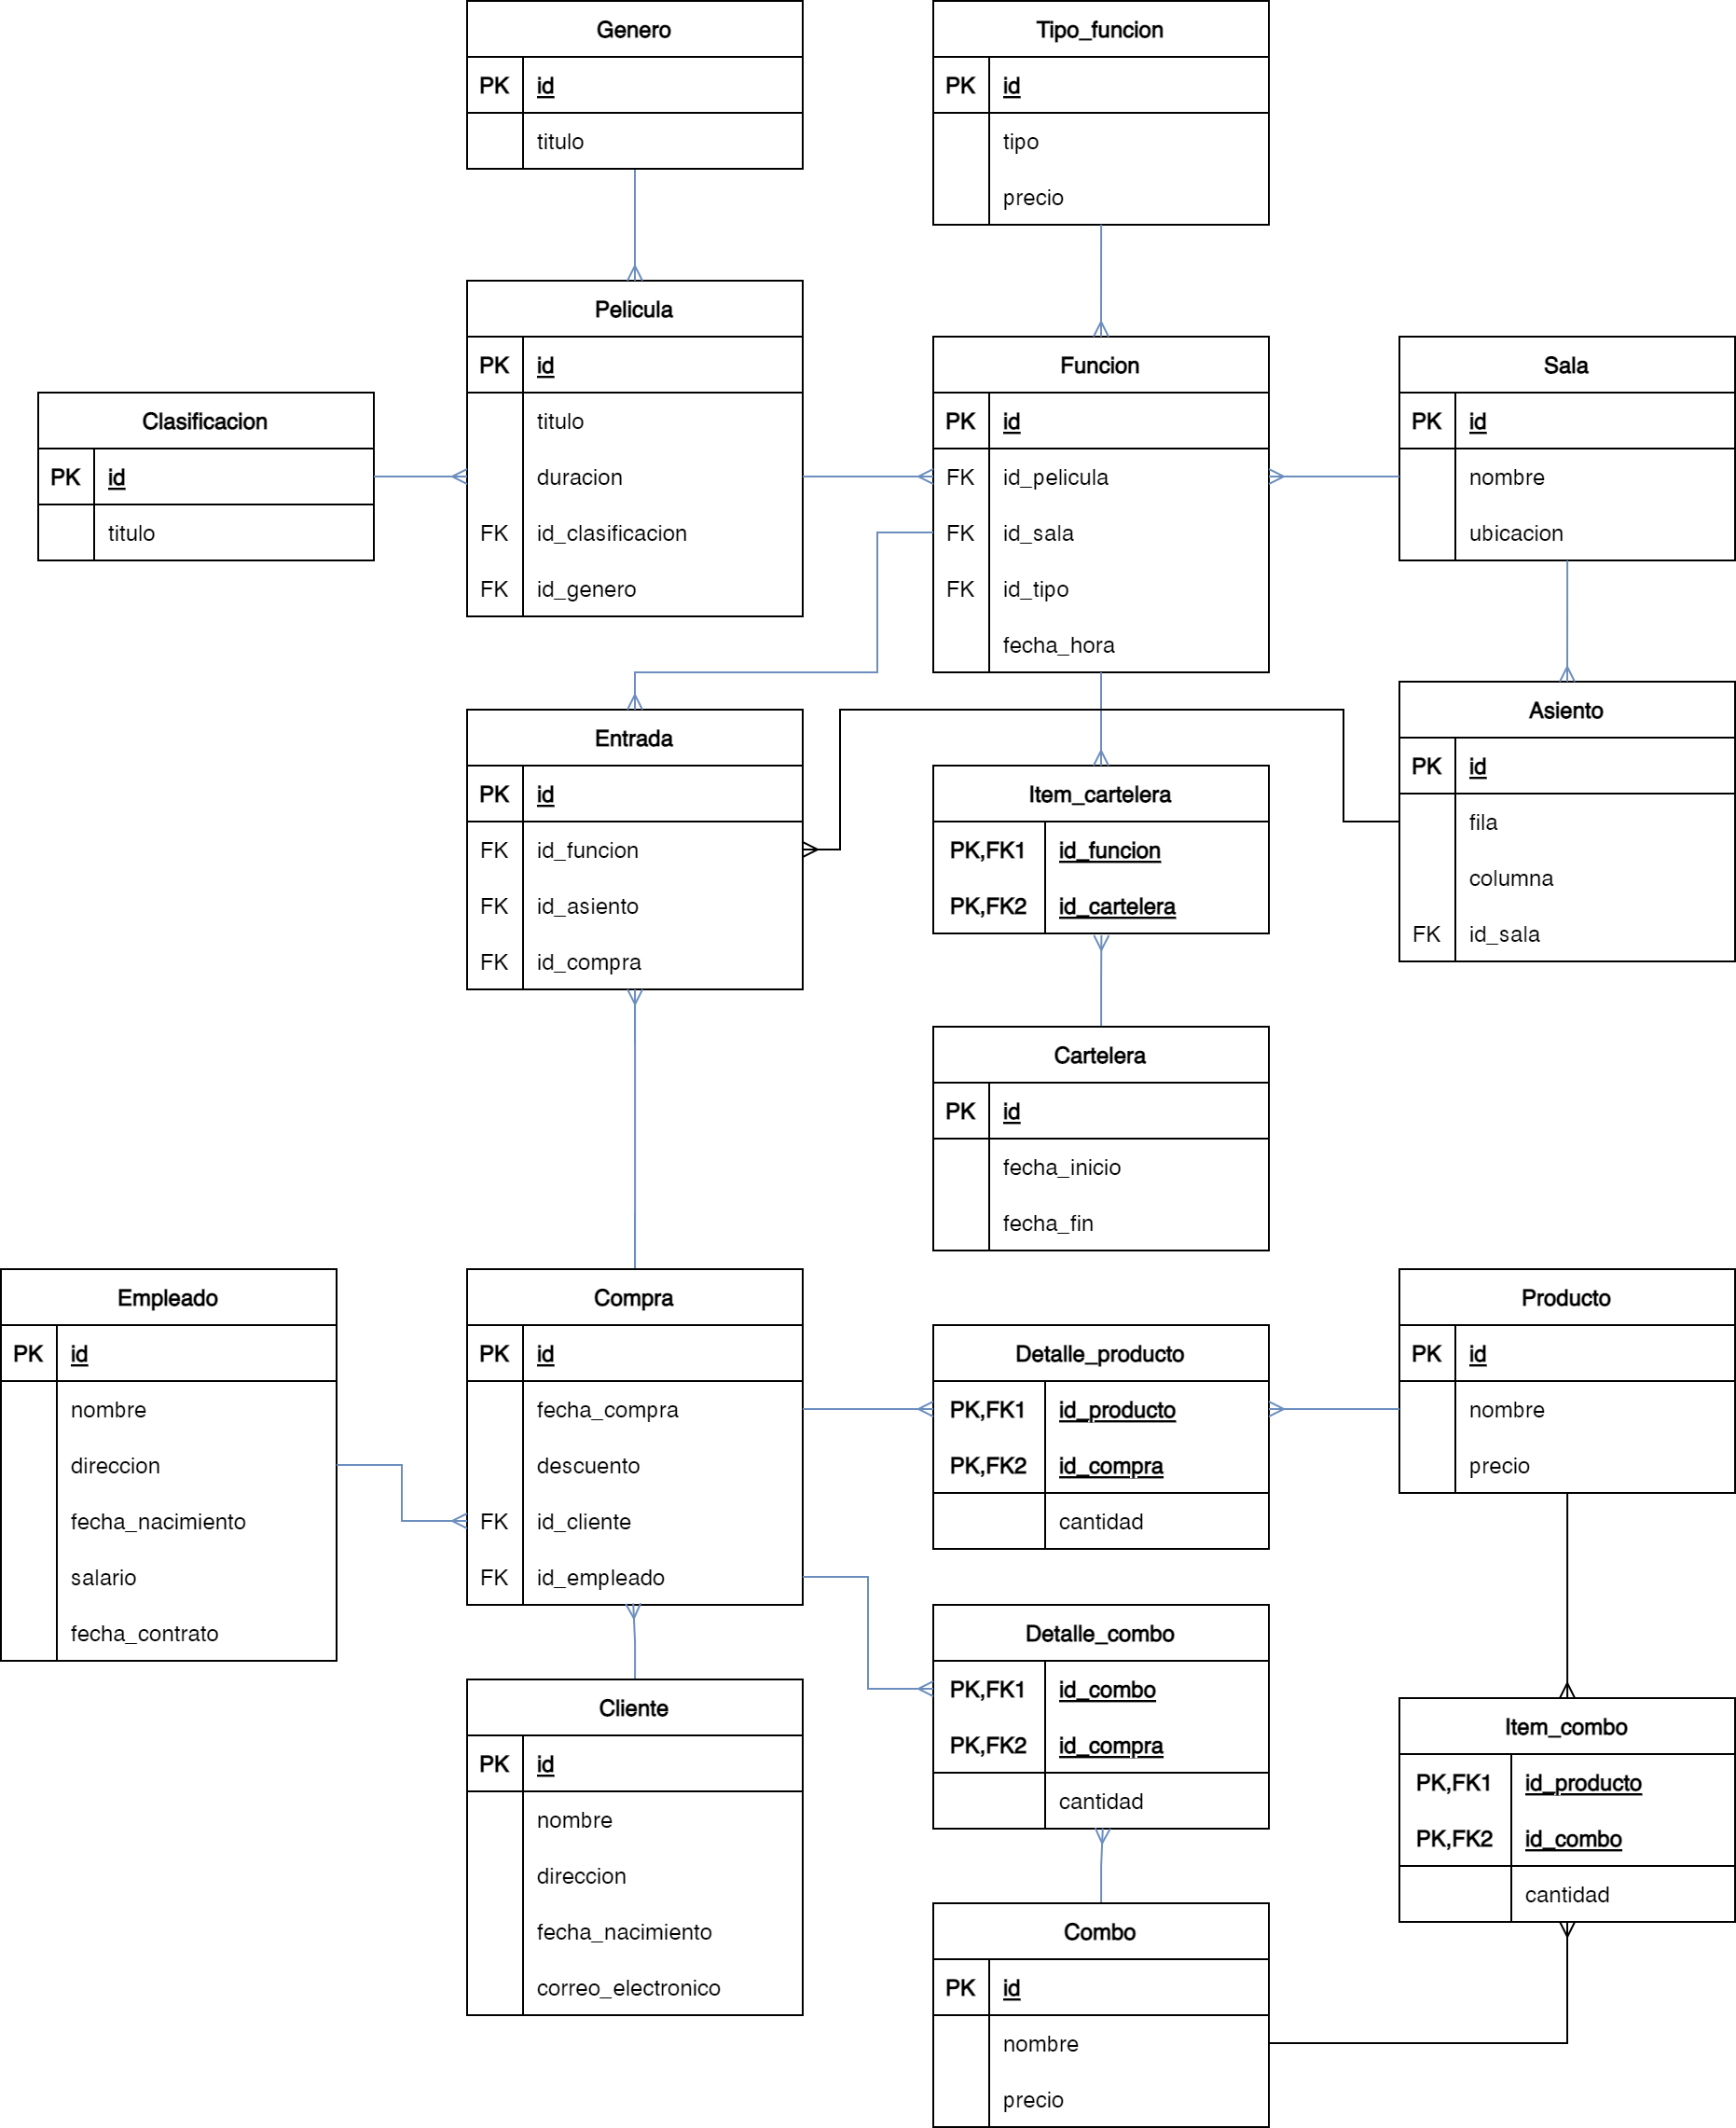 Genero
PK id
titulo
Tipo_funcion
PK id
tipo
precio
Clasificacion
PK id
titulo
Pelicula
PK id
titulo
duracion
FK id_clasificacion
FK id_genero
Funcion
PK id
FK id_pelicula
FK id_sala
FK id_tipo
fecha_hora
Sala
PK id
nombre
ubicacion
Entrada
PK id
FK id_funcion
FK id_asiento
FK id_compra
Item_cartelera
PK,FK1 id_funcion
PK,FK2 id_cartelera
Asiento
PK id
fila
columna
FK id_sala
Cartelera
PK id
fecha_inicio
fecha_fin
Empleado
PK id
nombre
direccion
fecha_nacimiento
salario
fecha_contrato
Compra
PK id
fecha_compra
descuento
FK id_cliente
FK id_empleado
Detalle_producto
PK,FK1 id_producto
PK,FK2 id_compra
cantidad
Producto
PK id
nombre
precio
Cliente
PK id
nombre
direccion
fecha_nacimiento
correo_electronico
Detalle_combo
PK,FK1 id_combo
PK,FK2 id_compra
cantidad
Item_combo
PK,FK1 id_producto
PK,FK2 id_combo
cantidad
Combo
PK id
nombre
precio